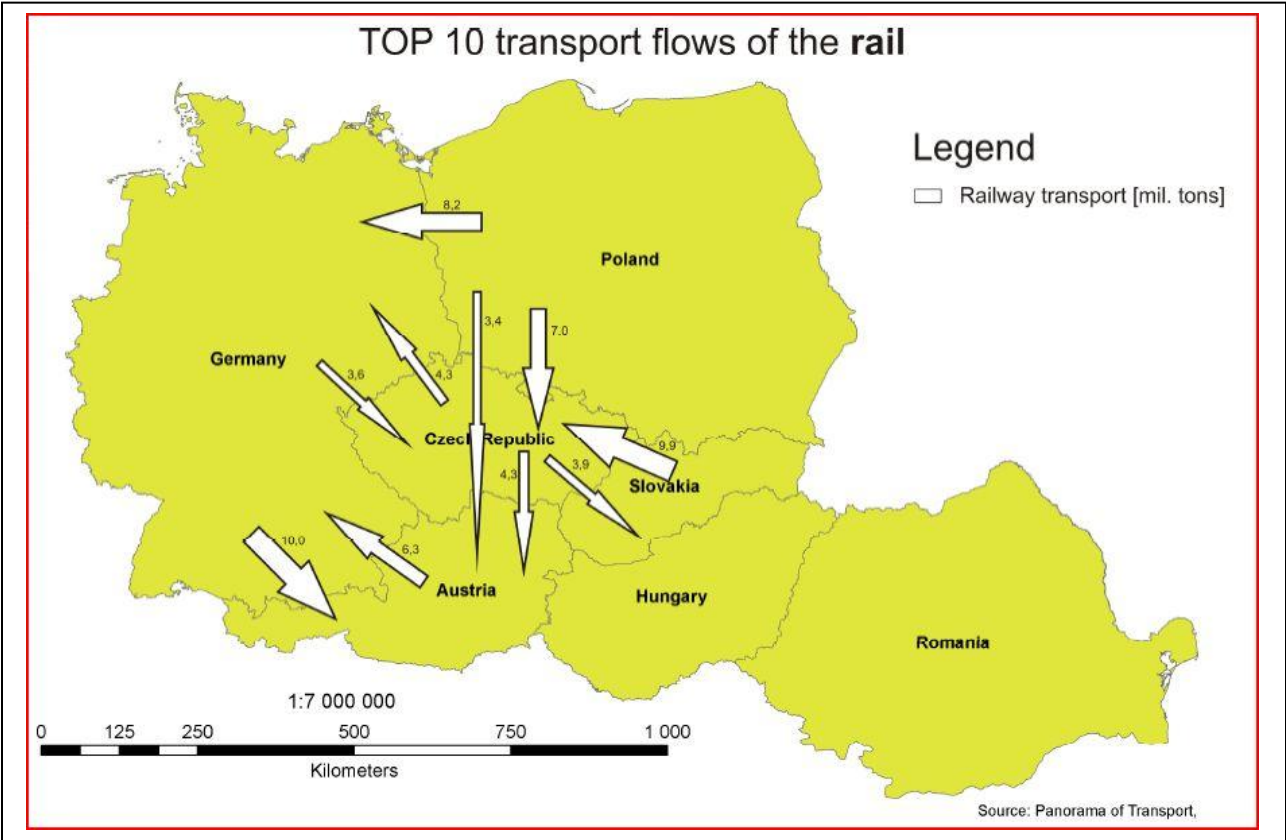 TOP 10 transport flows of the rail
Legend
Railway transport [mil. tons]
8,2
Poland
3,4
7.0
Germany
3,6
4,3
Czech Republic
9,9
4,3
3,9
Slovakia
10,0
6,3
Austria
Hungary
Romania
1:7 000 000
0 125 250 500 750 1 000
Kilometers
Source: Panorama of Transport,